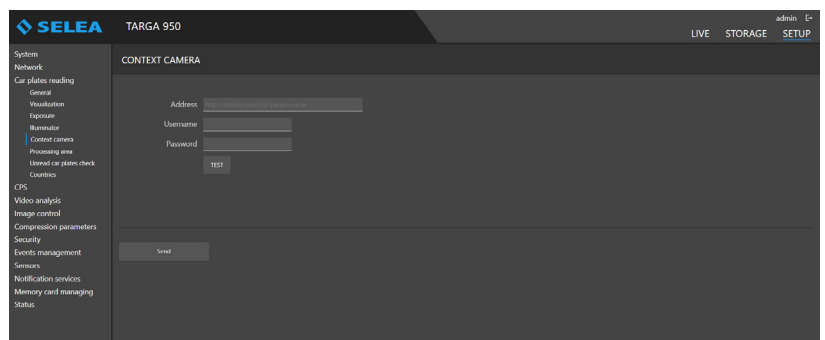 SELEA
TARGA 950
admin
LIVE STORAGE SETUP
System
Network
Car plates reading
General
Visualization
Exposure
Illuminator
Context camera
Processing area
Unread car plates check
Countries
CPS
Video analysis
Image control
Compression parameters
Security
Events management
Sensors
Notification services
Memory card managing
Status
CONTEXT CAMERA
Address
Username
Password
TEST
Send